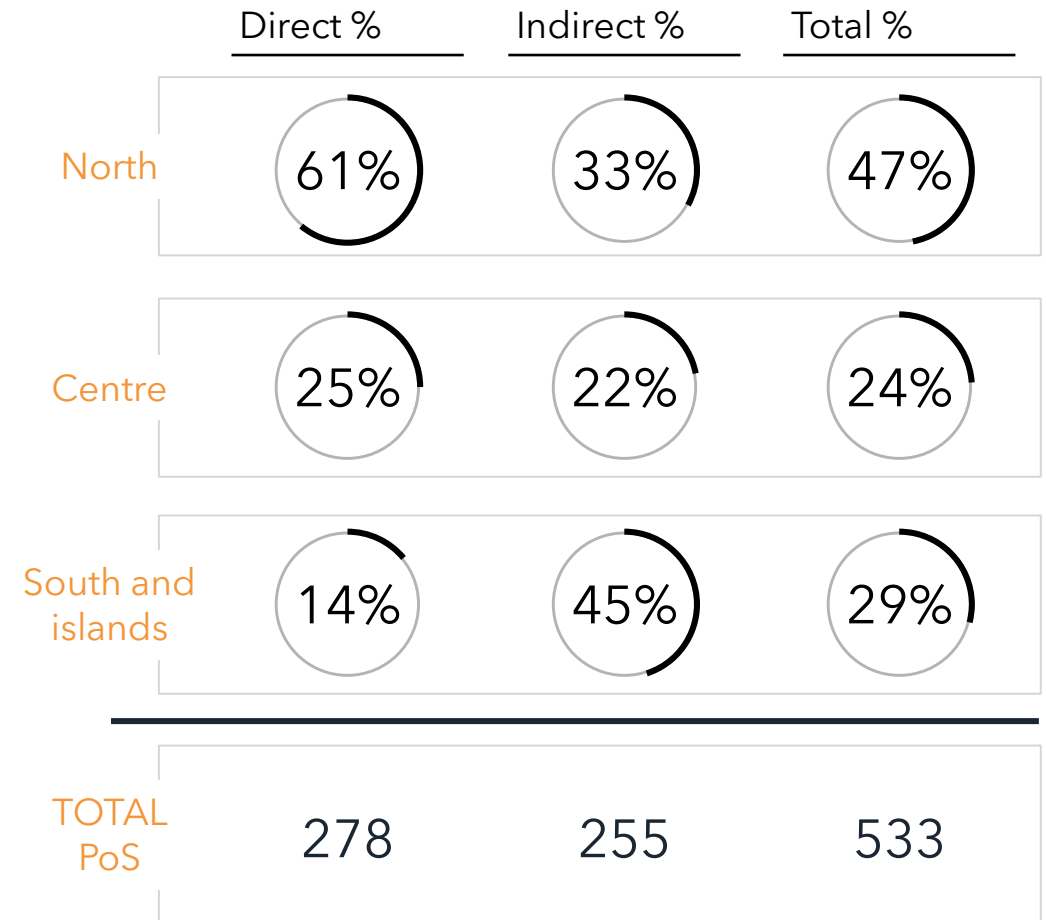 Direct % Indirect % Total %
North 61% 33% 47%
Centre 25% 22% 24%
South and
islands 14% 45% 29%
TOTAL
PoS 278 255 533